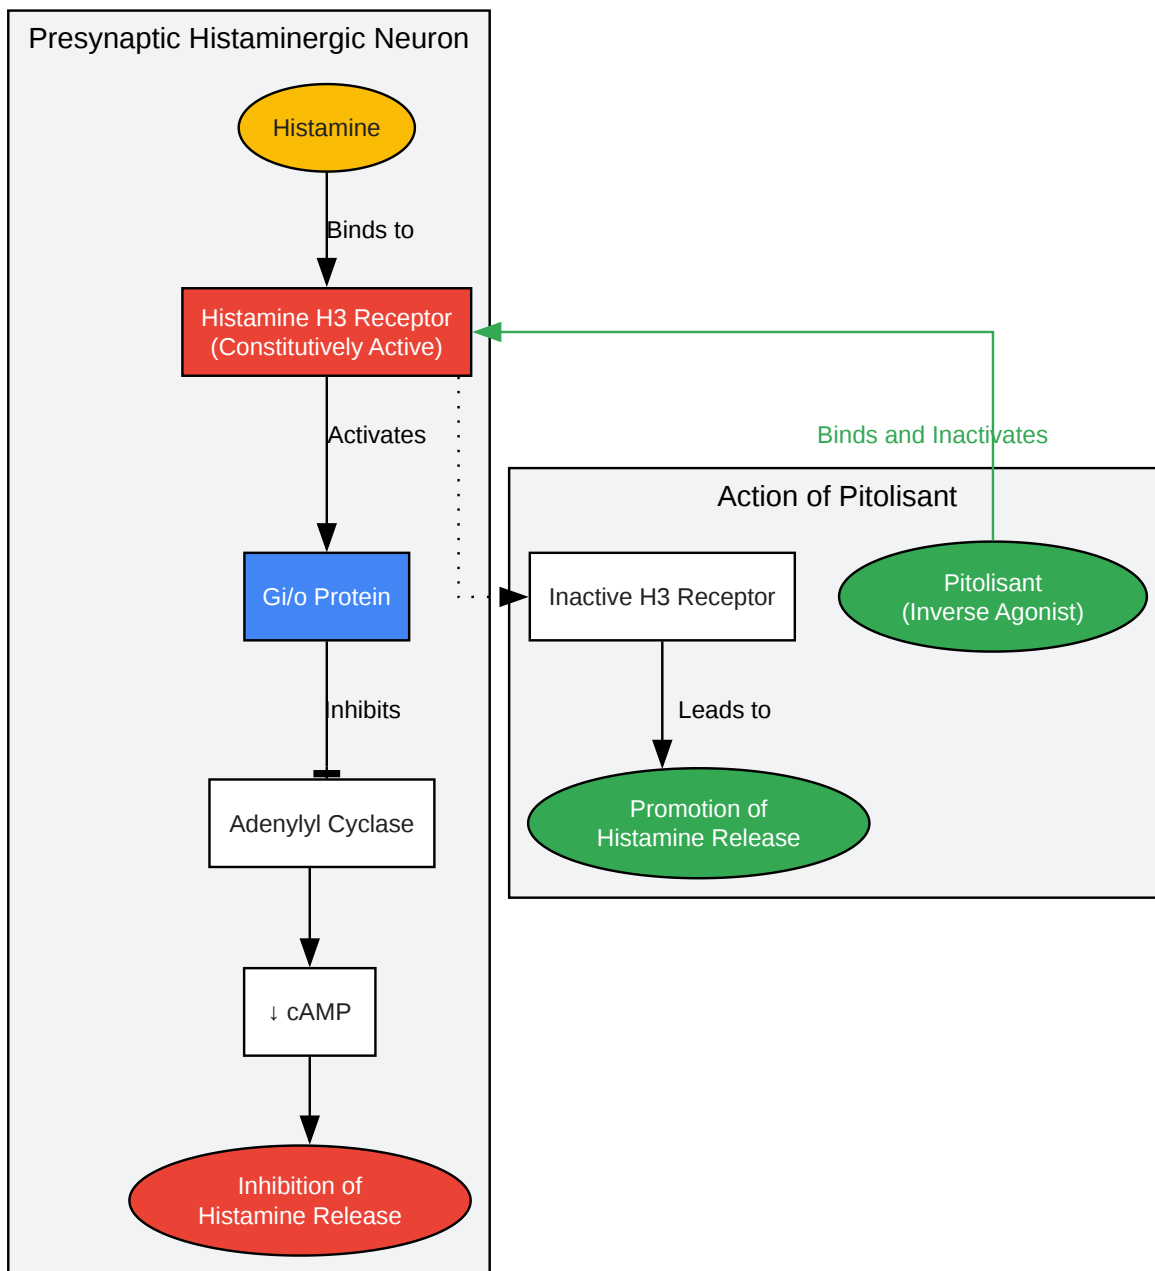 Presynaptic Histaminergic Neuron
Histamine
Binds to
Histamine H3 Receptor
(Constitutively Active)
Activates
Binds and Inactivates
Action of Pitolisant
Gi/o Protein
Inactive H3 Receptor
Pitolisant
(Inverse Agonist)
Inhibits
Leads to
Adenylyl Cyclase
Promotion of
Histamine Release
↓ cAMP
Inhibition of
Histamine Release